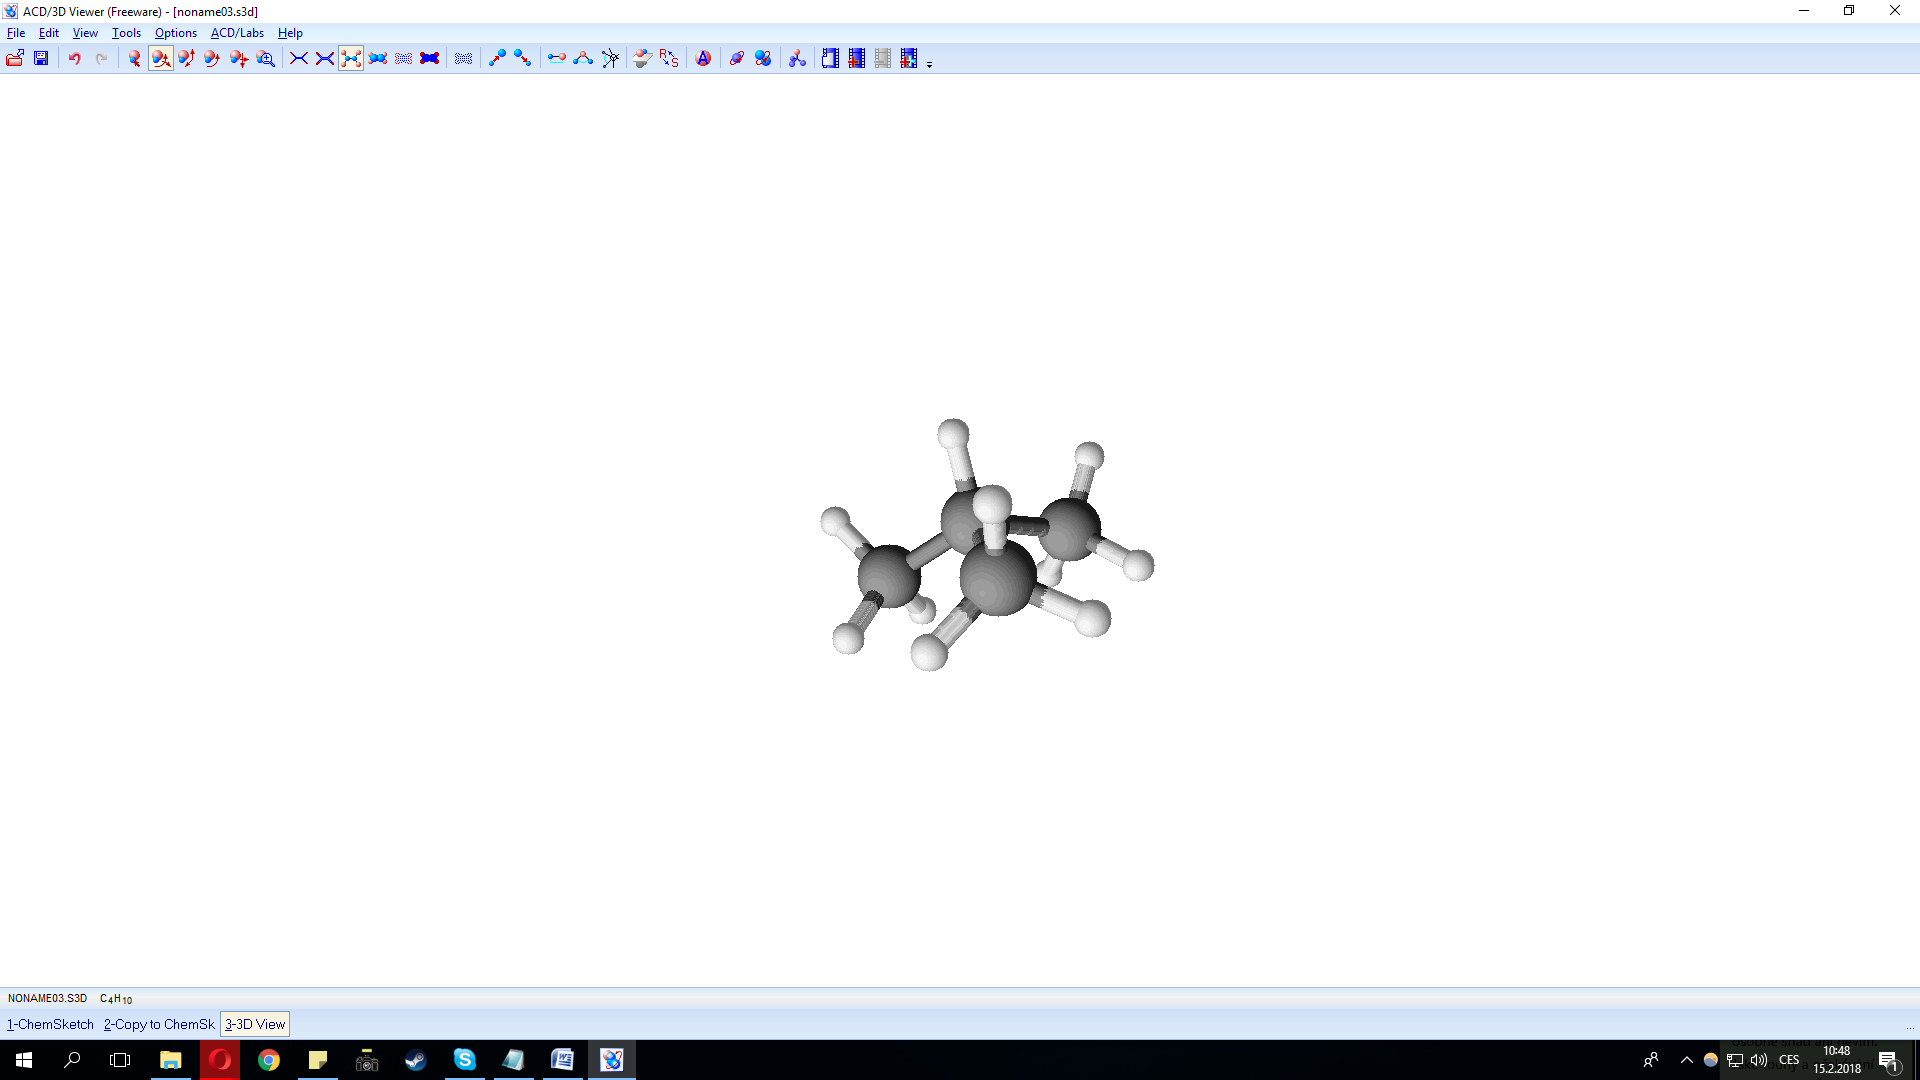 ACD/3D Viewer (Freeware) - [noname03.s3d]
File Edit View Tools Options ACD/Labs Help
NONAME03.S3D C4H10
1-ChemSketch 2-Copy to ChemSk 3-3D View ...
CES 10:48
15.2.2018 1